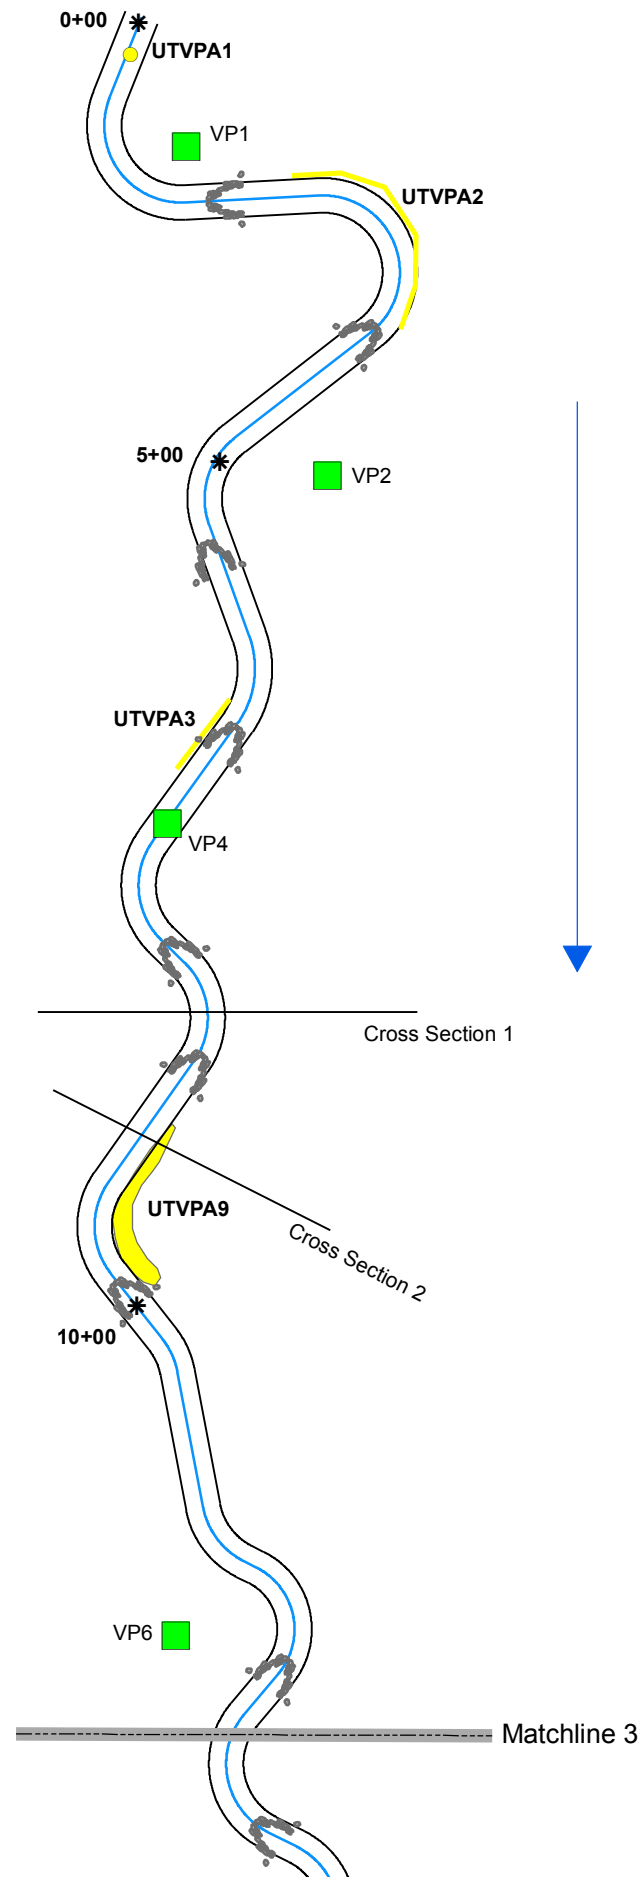 0+00
UTVPA1
VP1
UTVPA2
5+00
VP2
UTVPA3
VP4
Cross Section 1
UTVPA9
Cross Section 2
10+00
VP6
Matchline 3